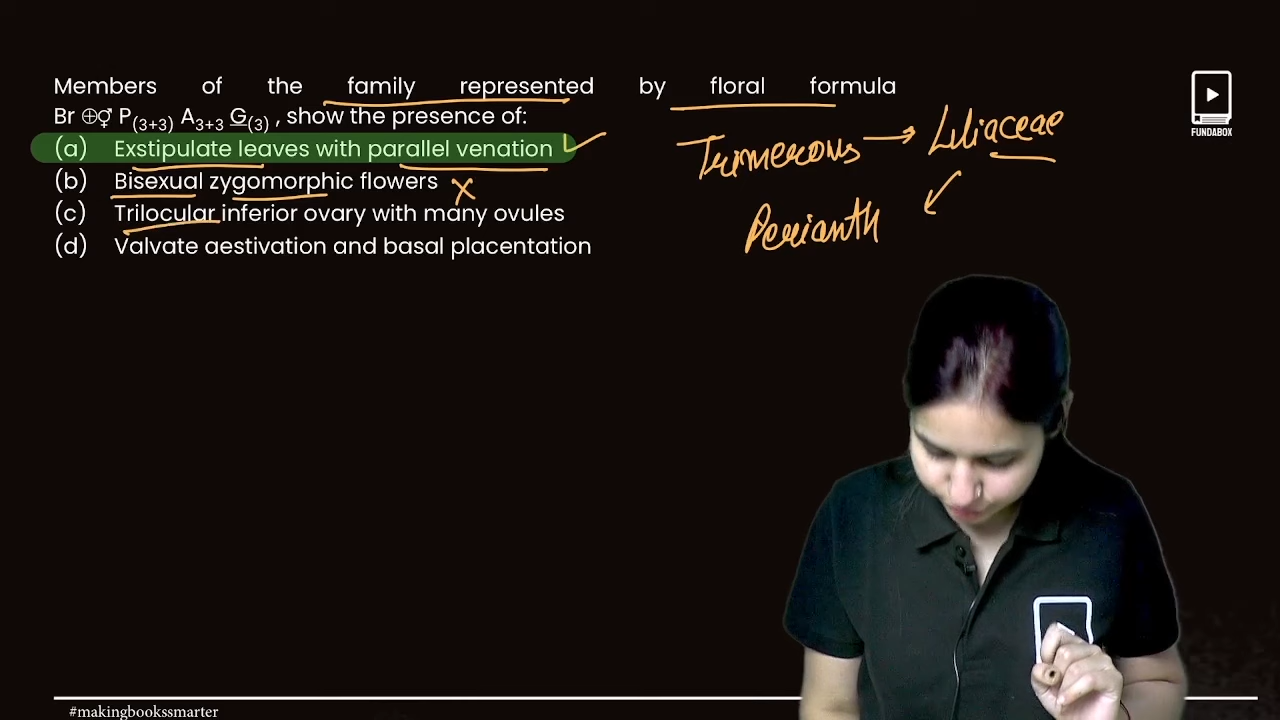 Members of the family represented by floral formula
Br ⊕⚥ P(3+3) A3+3 G(3) , show the presence of:
(a) Exstipulate leaves with parallel venation
(b) Bisexual zygomorphic flowers
(c) Trilocular inferior ovary with many ovules
(d) Valvate aestivation and basal placentation
Trimerous → Liliaceae
Perianth
FUNDABOX
#makingbookssmarter